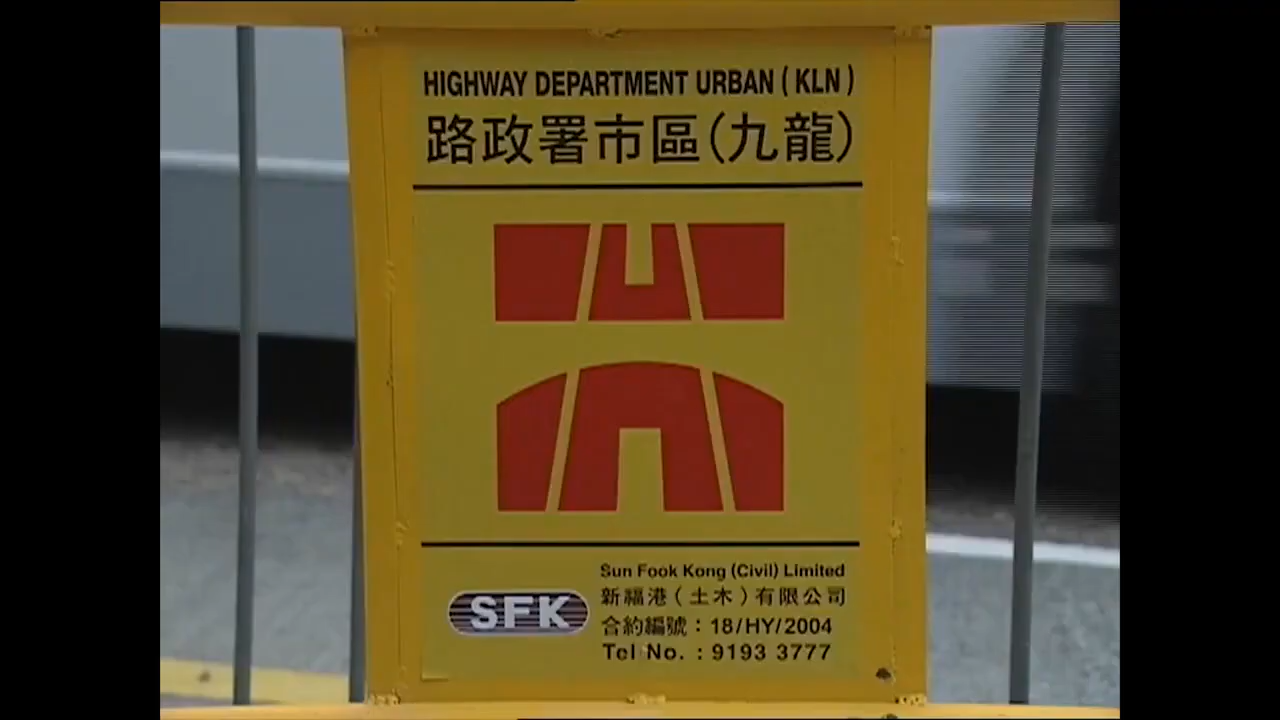 HIGHWAY DEPARTMENT URBAN ( KLN )
路政署市區(九龍)
SFK
Sun Fook Kong (Civil) Limited
新福港(土木)有限公司
合約編號：18/HY/2004
Tel No. : 9193 3777